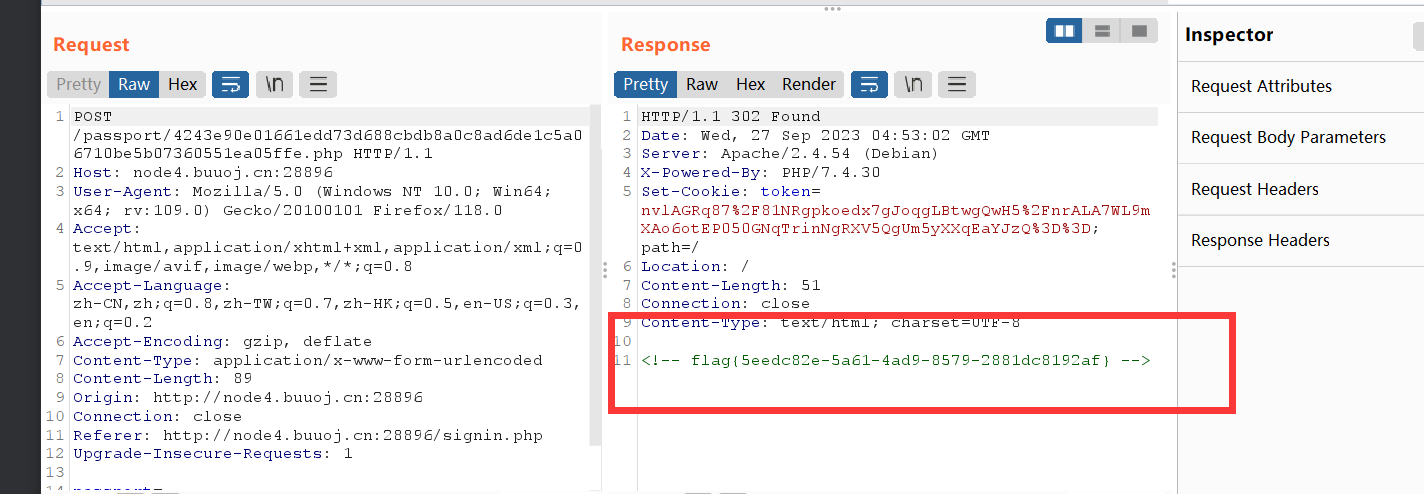 Request
Pretty Raw Hex \n
1 POST
/passport/4243e90e01661edd73d688cbdb8a0c8ad6de1c5a0
6710be5b07360551ea05ffe.php HTTP/1.1
2 Host: node4.buuoj.cn:28896
3 User-Agent: Mozilla/5.0 (Windows NT 10.0; Win64;
x64; rv:109.0) Gecko/20100101 Firefox/118.0
4 Accept:
text/html,application/xhtml+xml,application/xml;q=0
.9,image/avif,image/webp,*/*;q=0.8
5 Accept-Language:
zh-CN,zh;q=0.8,zh-TW;q=0.7,zh-HK;q=0.5,en-US;q=0.3,
en;q=0.2
6 Accept-Encoding: gzip, deflate
7 Content-Type: application/x-www-form-urlencoded
8 Content-Length: 89
9 Origin: http://node4.buuoj.cn:28896
10 Connection: close
11 Referer: http://node4.buuoj.cn:28896/signin.php
12 Upgrade-Insecure-Requests: 1
13
Response
Pretty Raw Hex Render \n
1 HTTP/1.1 302 Found
2 Date: Wed, 27 Sep 2023 04:53:02 GMT
3 Server: Apache/2.4.54 (Debian)
4 X-Powered-By: PHP/7.4.30
5 Set-Cookie: token=
nvlAGRq87%2F81NRgpkoedx7gJoqgLBtwgQwH5%2FnrALA7WL9m
XAo6otEP050GNqTrinNgRXV5QgUm5yXXqEaYJzQ%3D%3D;
path=/
6 Location: /
7 Content-Length: 51
8 Connection: close
9 Content-Type: text/html; charset=UTF-8
10
11 <!-- flag{5eedc82e-5a61-4ad9-8579-2881dc8192af} -->
Inspector
Request Attributes
Request Body Parameters
Request Headers
Response Headers